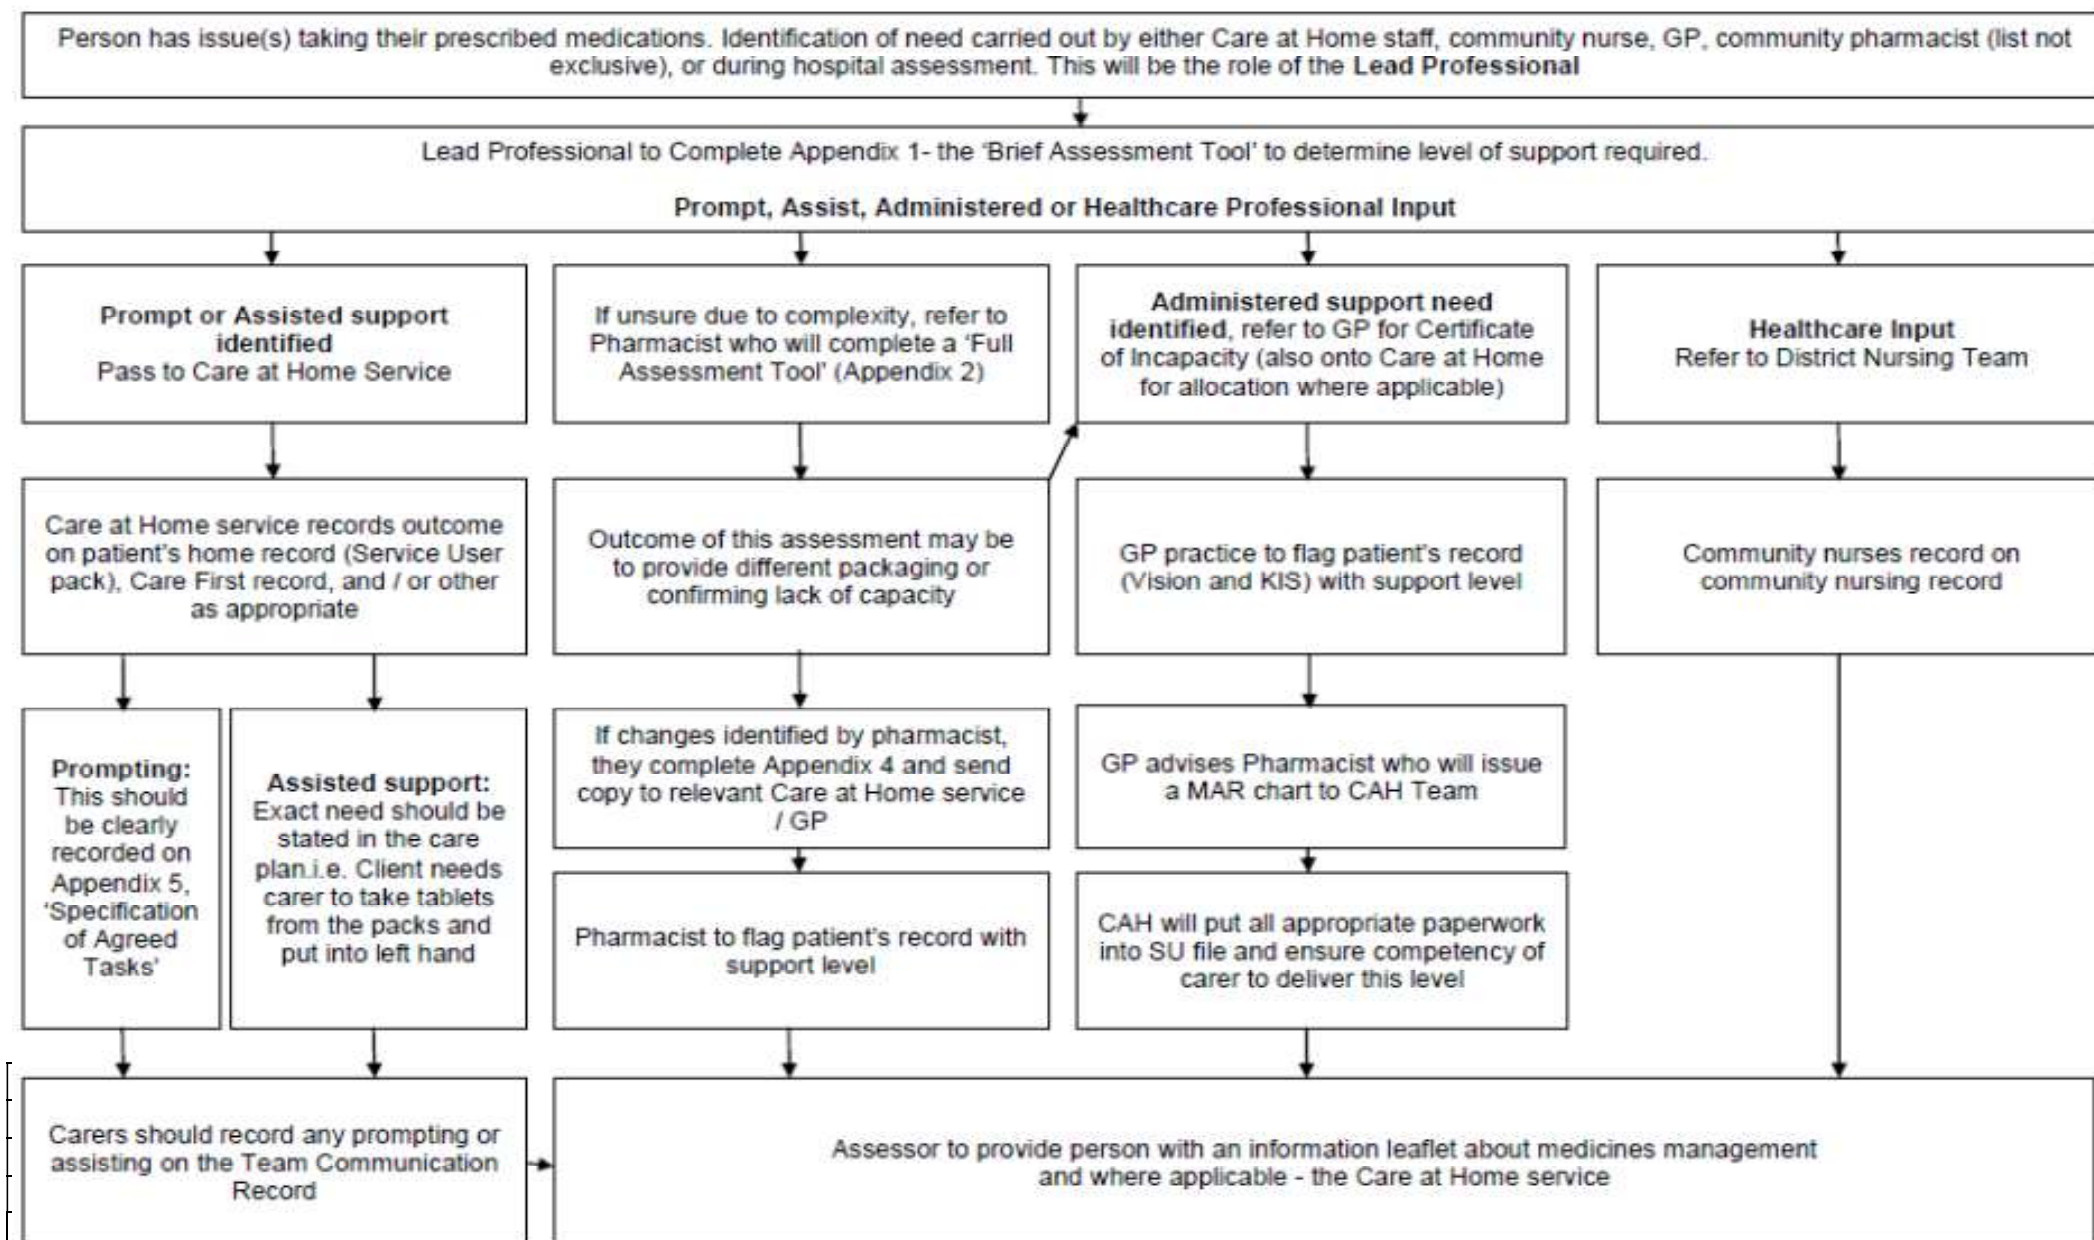 Person has issue(s) taking their prescribed medications. Identification of need carried out by either Care at Home staff, community nurse, GP, community pharmacist (list not
exclusive), or during hospital assessment. This will be the role of the Lead Professional
Lead Professional to Complete Appendix 1- the ‘Brief Assessment Tool’ to determine level of support required.
Prompt, Assist, Administered or Healthcare Professional Input
Prompt or Assisted support
identified
Pass to Care at Home Service
If unsure due to complexity, refer to
Pharmacist who will complete a ‘Full
Assessment Tool’ (Appendix 2)
Administered support need
identified, refer to GP for Certificate
of Incapacity (also onto Care at Home
for allocation where applicable)
Healthcare Input
Refer to District Nursing Team
Care at Home service records outcome
on patient's home record (Service User
pack), Care First record, and / or other
as appropriate
Outcome of this assessment may be
to provide different packaging or
confirming lack of capacity
GP practice to flag patient's record
(Vision and KIS) with support level
Community nurses record on
community nursing record
Prompting:
This should
be clearly
recorded on
Appendix 5,
‘Specification
of Agreed
Tasks’
Assisted support:
Exact need should be
stated in the care
plan.i.e. Client needs
carer to take tablets
from the packs and
put into left hand
If changes identified by pharmacist,
they complete Appendix 4 and send
copy to relevant Care at Home service
/ GP
GP advises Pharmacist who will issue
a MAR chart to CAH Team
Pharmacist to flag patient's record with
support level
CAH will put all appropriate paperwork
into SU file and ensure competency of
carer to deliver this level
Carers should record any prompting or
assisting on the Team Communication
Record
Assessor to provide person with an information leaflet about medicines management
and where applicable - the Care at Home service